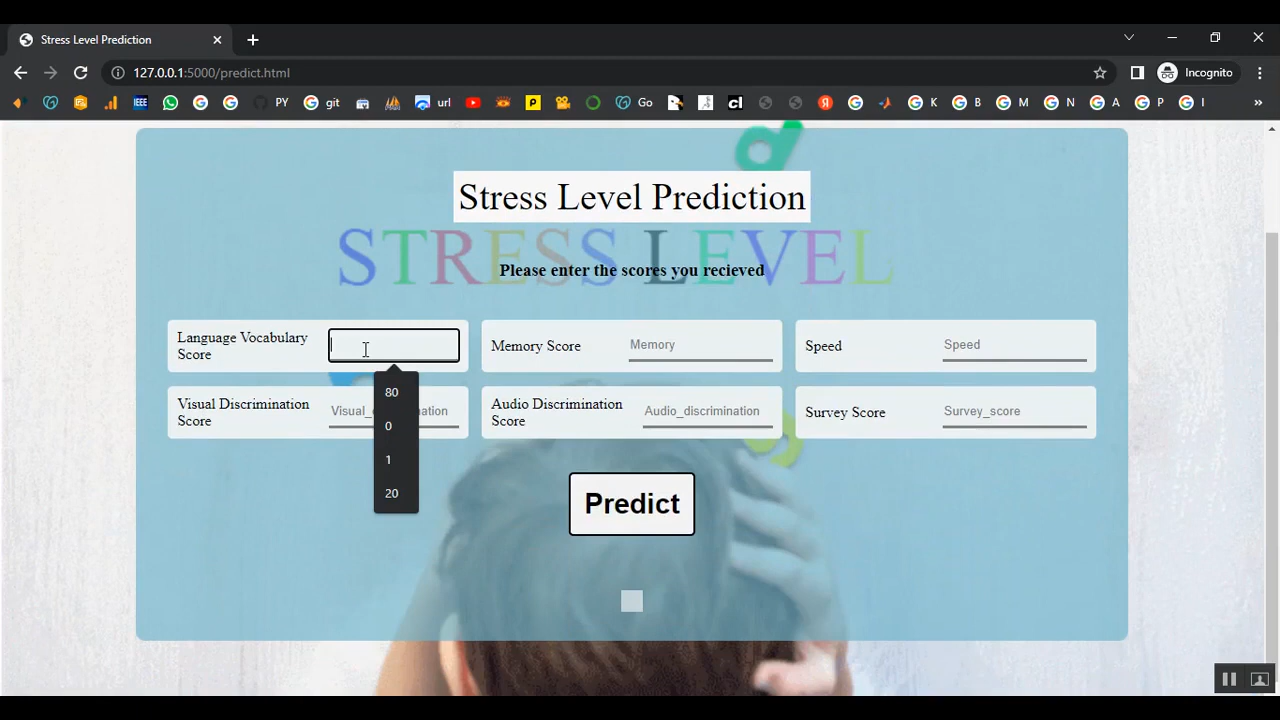 Stress Level Prediction
127.0.0.1:5000/predict.html
Incognito
IEEE
PY
git
url
Go
K
B
M
N
A
P
I
»
Stress Level Prediction
STRESS LEVEL
Please enter the scores you recieved
Language Vocabulary
Score
Memory Score
Memory
Speed
Speed
80
0
1
20
Visual Discrimination
Score
Audio Discrimination
Score
Audio_discrimination
Survey Score
Survey_score
Predict